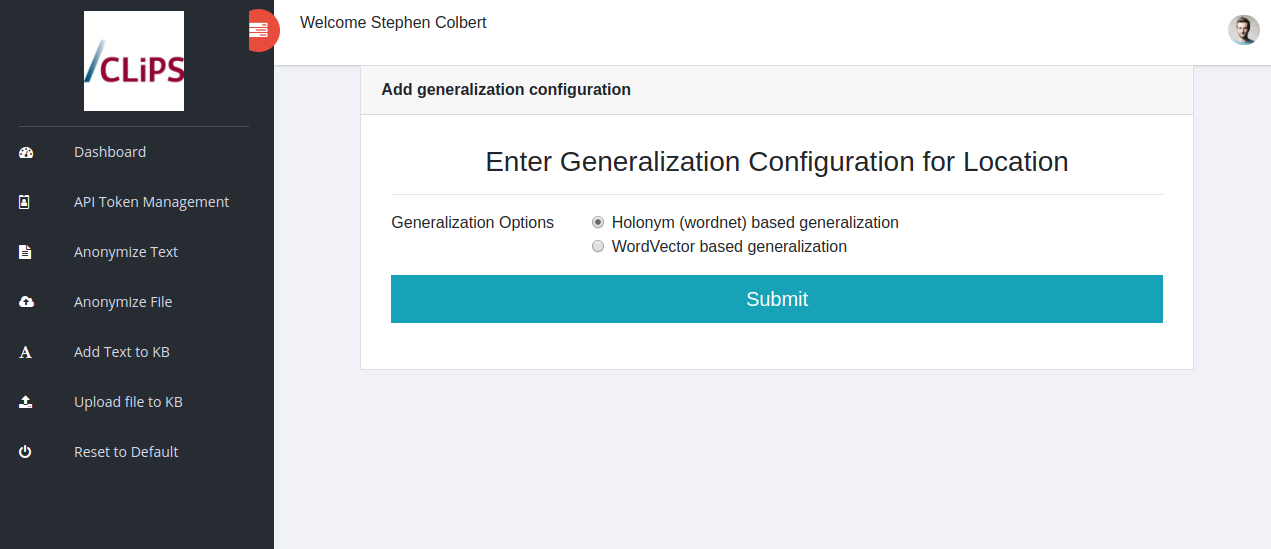 CLiPS
Welcome Stephen Colbert
Dashboard
API Token Management
Anonymize Text
Anonymize File
Add Text to KB
Upload file to KB
Reset to Default
Add generalization configuration
Enter Generalization Configuration for Location
Generalization Options
Holonym (wordnet) based generalization
WordVector based generalization
Submit